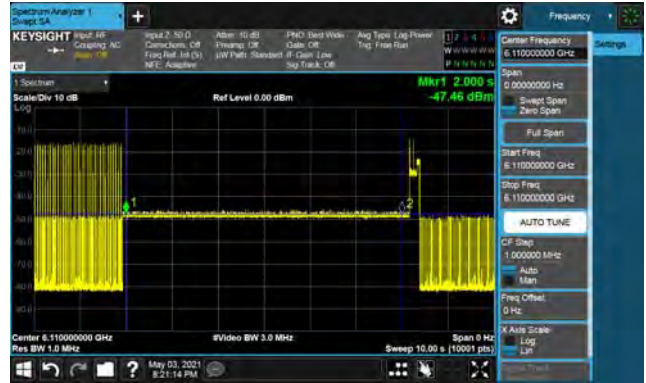 Spectrum Analyzer 1
Swept SA
Frequency
KEYSIGHT
Input: RF
Coupling: AC
Align: Off
Input Z: 50 Ω
Corrections: Off
Freq Ref: Int (S)
NFE: Adaptive
Atten: 10 dB
Preamp: Off
µW Path: Standard
PNO: Best Wide
Gate: Off
IF Gain: Low
Sig Track: Off
Avg Type: Log-Power
Trig: Free Run
1 Spectrum
Scale/Div 10 dB
Ref Level 0.00 dBm
Mkr1 2.000 s
-47.46 dBm
Log
1
2
Center 6.110000000 GHz
Res BW 1.0 MHz
#Video BW 3.0 MHz
Span 0 Hz
Sweep 10.00 s (10001 pts)
May 03, 2021
8:21:14 PM
Center Frequency
6.110000000 GHz
Settings
Span
0.00000000 Hz
Swept Span
Zero Span
Full Span
Start Freq
6.110000000 GHz
Stop Freq
6.110000000 GHz
AUTO TUNE
CF Step
1.000000 MHz
Auto
Man
Freq Offset
0 Hz
X Axis Scale
Log
Lin